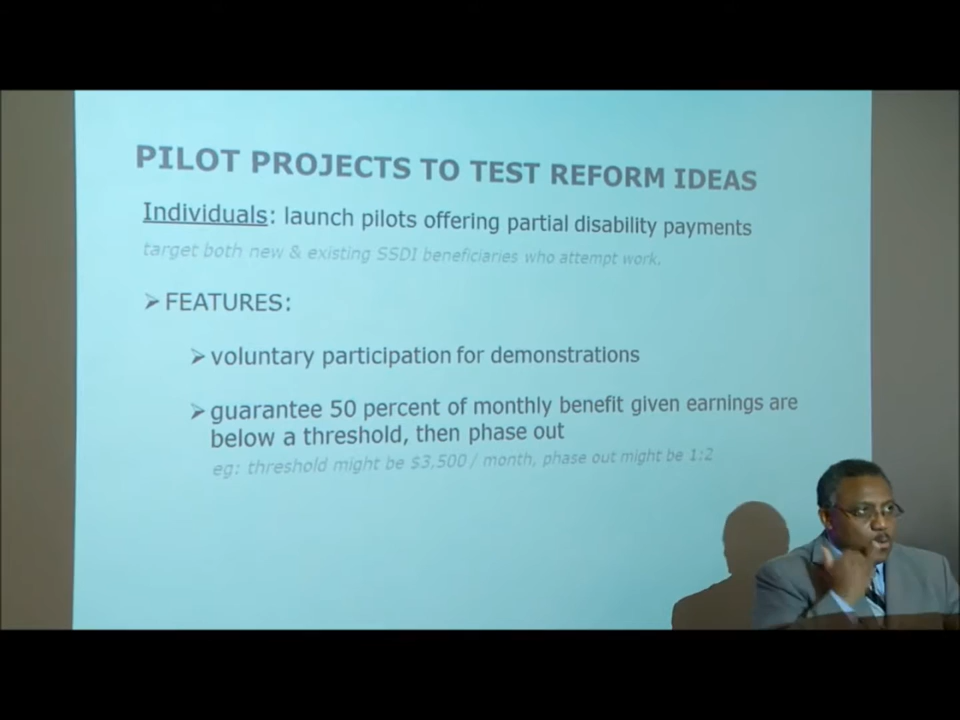 PILOT PROJECTS TO TEST REFORM IDEAS
Individuals: launch pilots offering partial disability payments
target both new & existing SSDI beneficiaries who attempt work.
➢ FEATURES:
➢ voluntary participation for demonstrations
➢ guarantee 50 percent of monthly benefit given earnings are
below a threshold, then phase out
eg: threshold might be $3,500 / month, phase out might be 1:2